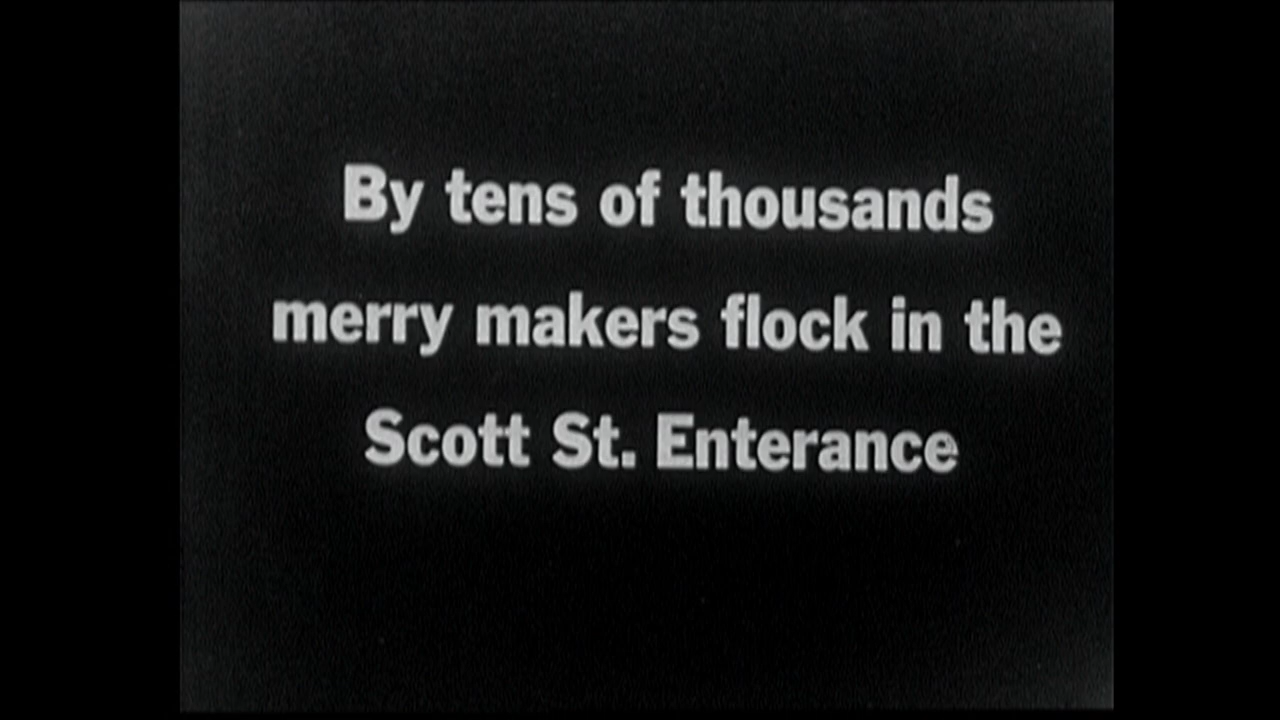 By tens of thousands
merry makers flock in the
Scott St. Enterance